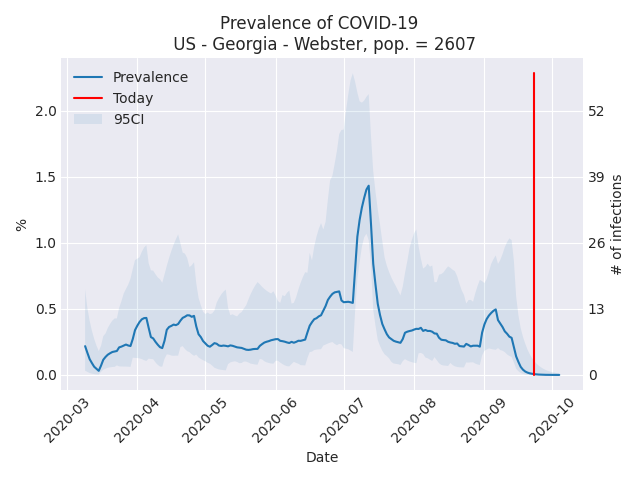 Prevalence of COVID-19
US - Georgia - Webster, pop. = 2607
Prevalence
Today
95CI
2.0
1.5
1.0
0.5
0.0
%
52
39
26
13
0
# of infections
2020-03
2020-04
2020-05
2020-06
2020-07
2020-08
2020-09
2020-10
Date